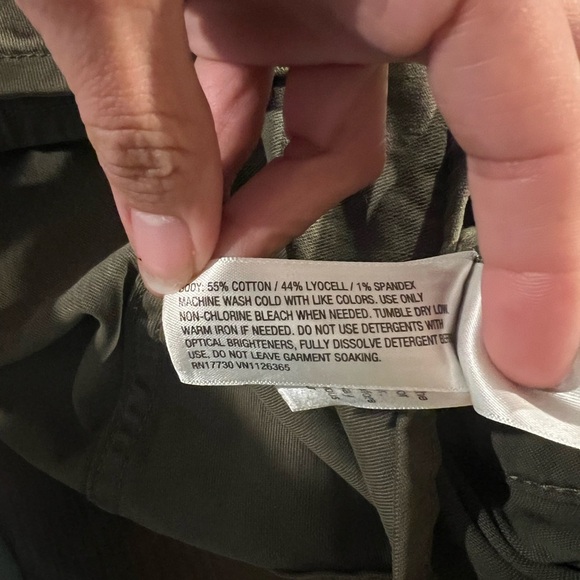 BODY: 55% COTTON / 44% LYOCELL / 1% SPANDEX
MACHINE WASH COLD WITH LIKE COLORS. USE ONLY
NON-CHLORINE BLEACH WHEN NEEDED. TUMBLE DRY LOW.
WARM IRON IF NEEDED. DO NOT USE DETERGENTS WITH
OPTICAL BRIGHTENERS, FULLY DISSOLVE DETERGENT
USE, DO NOT LEAVE GARMENT SOAKING.
RN17730 VN1126365